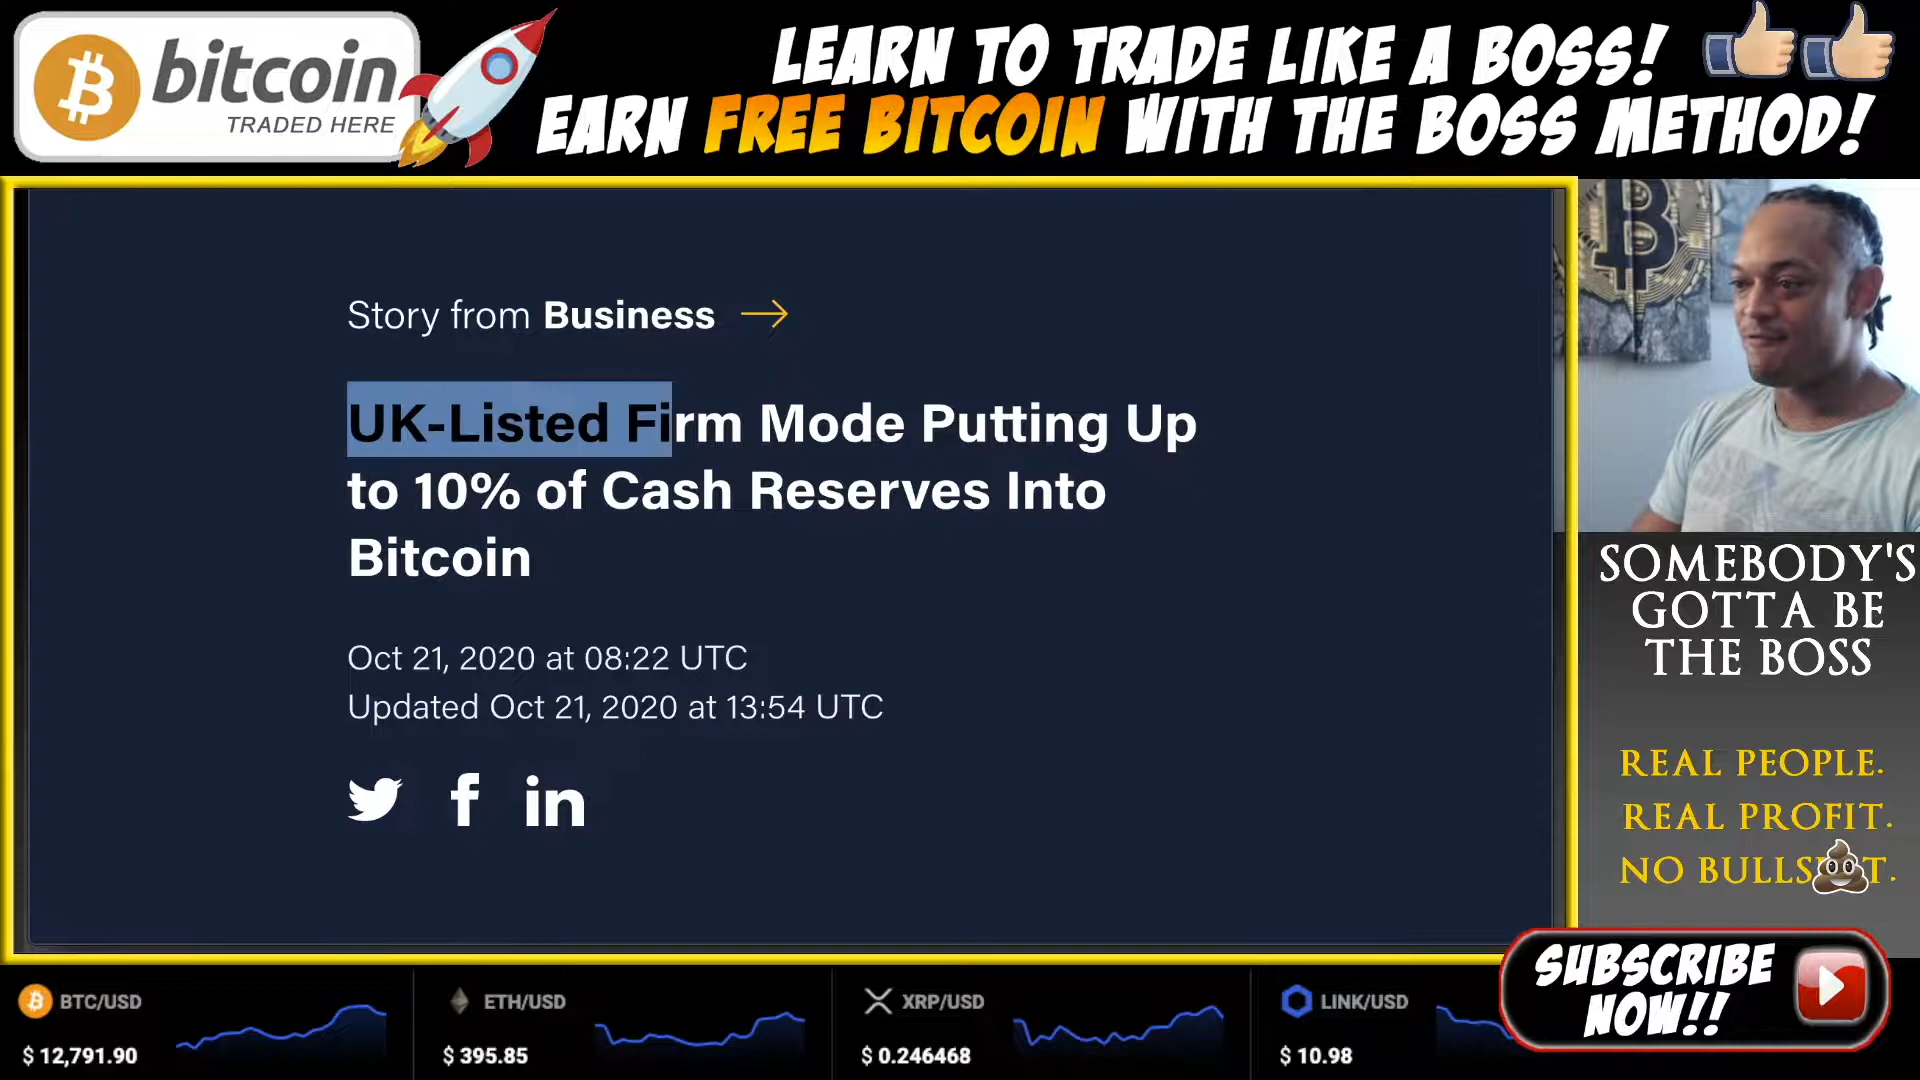 bitcoin
TRADED HERE
LEARN TO TRADE LIKE A BOSS!
EARN FREE BITCOIN WITH THE BOSS METHOD!
Story from Business
UK-Listed Firm Mode Putting Up
to 10% of Cash Reserves Into
Bitcoin
Oct 21, 2020 at 08:22 UTC
Updated Oct 21, 2020 at 13:54 UTC
SOMEBODY'S
GOTTA BE
THE BOSS
REAL PEOPLE.
REAL PROFIT.
NO BULLS💩T.
SUBSCRIBE
NOW!!
BTC/USD
$ 12,791.90
ETH/USD
$ 395.85
XRP/USD
$ 0.246468
LINK/USD
$ 10.98